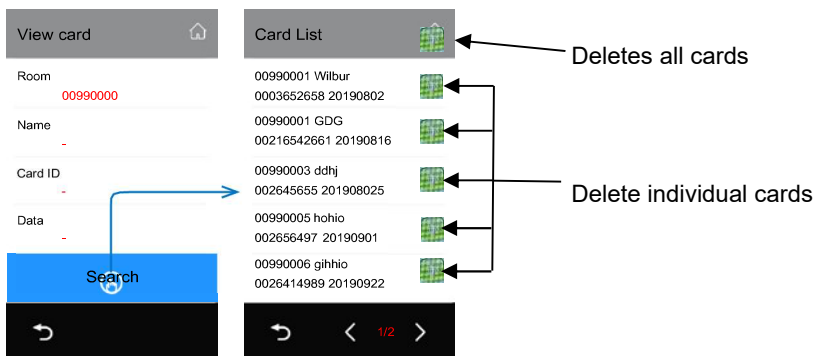 View card
Room
00990000
Name
-
Card ID
-
Data
-
Search
Card List
00990001 Wilbur
0003652658 20190802
00990001 GDG
00216542661 20190816
00990003 ddhj
002645655 201908025
00990005 hohio
002656497 20190901
00990006 gihhio
0026414989 20190922
1/2
Deletes all cards
Delete individual cards